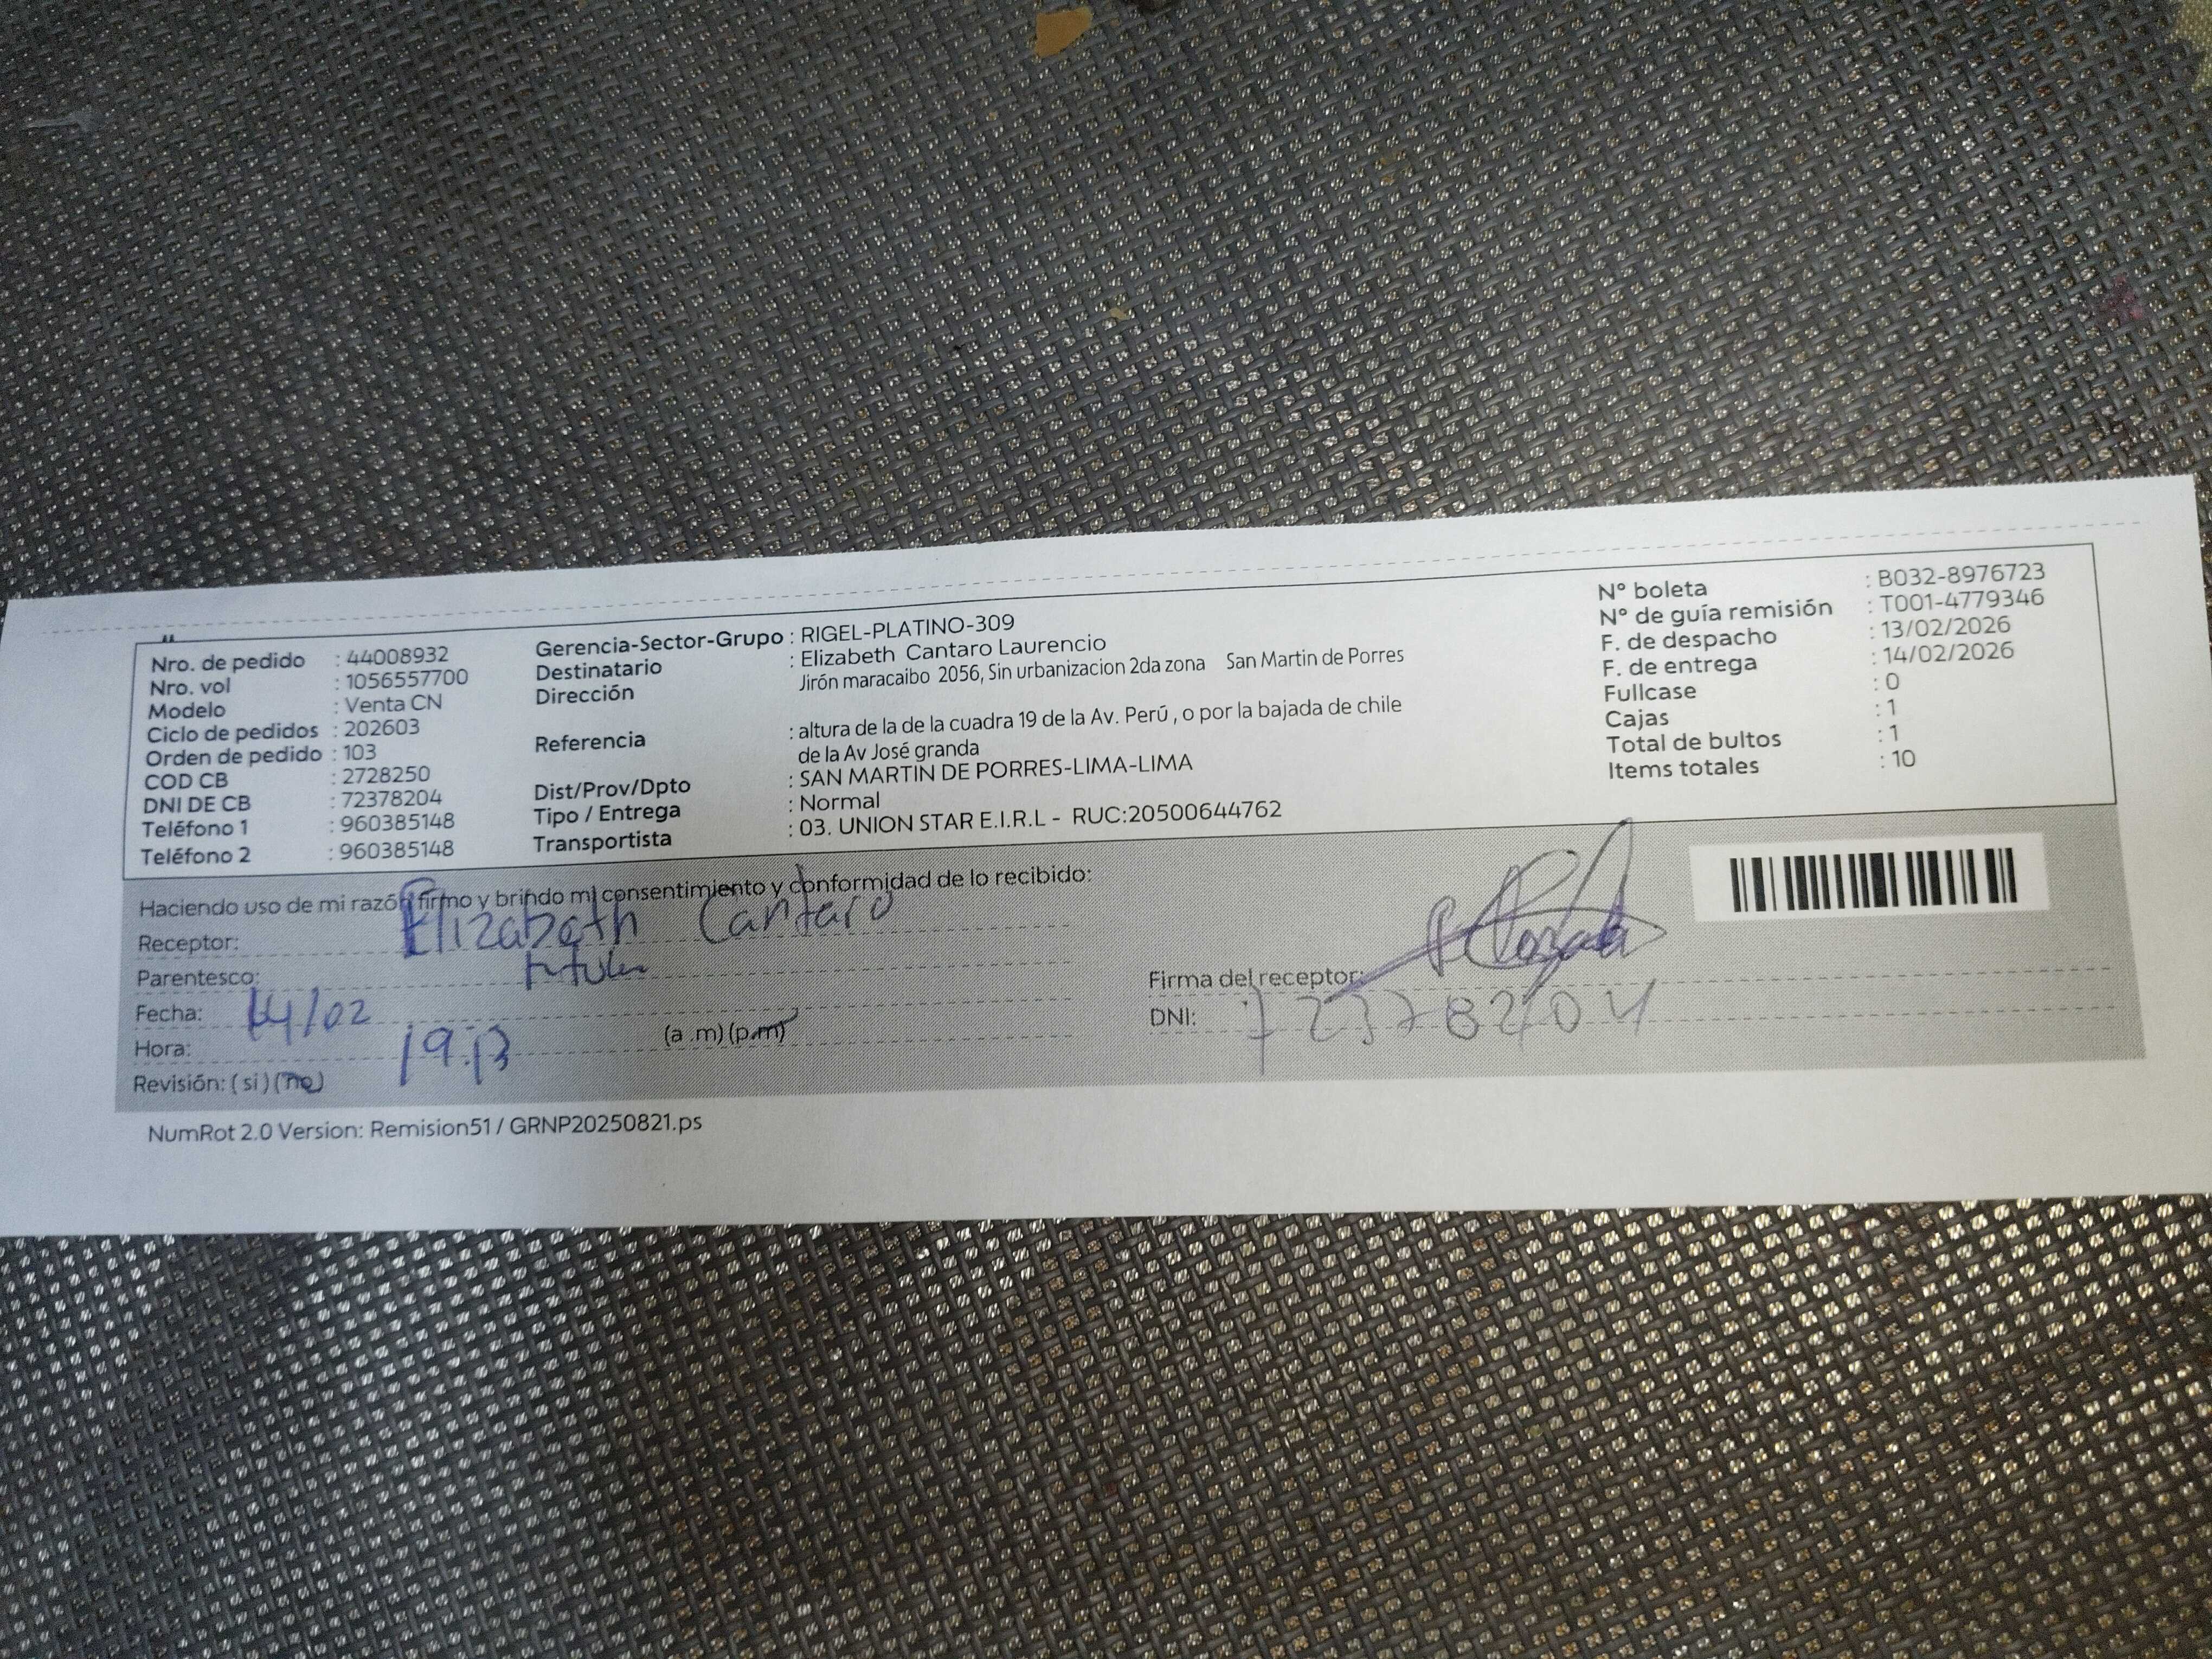 Nro. de pedido : 44008932
Nro. vol : 1056557700
Modelo : Venta CN
Ciclo de pedidos : 202603
Orden de pedido : 103
COD CB : 2728250
DNI DE CB : 72378204
Teléfono 1 : 960385148
Teléfono 2 : 960385148
Gerencia-Sector-Grupo : RIGEL-PLATINO-309
Destinatario : Elizabeth Cantaro Laurencio
Dirección Jirón maracaibo 2056, Sin urbanizacion 2da zona San Martin de Porres
Referencia : altura de la de la cuadra 19 de la Av. Perú , o por la bajada de chile
de la Av José granda
Dist/Prov/Dpto : SAN MARTIN DE PORRES-LIMA-LIMA
Tipo / Entrega : Normal
Transportista : 03. UNION STAR E.I.R.L - RUC:20500644762
Nº boleta : B032-8976723
Nº de guía remisión : T001-4779346
F. de despacho : 13/02/2026
F. de entrega : 14/02/2026
Fullcase : 0
Cajas : 1
Total de bultos : 1
Items totales : 10
Haciendo uso de mi razón firmo y brindo mi consentimiento y conformidad de lo recibido:
Receptor: Elizabeth Cantaro
Parentesco: titular
Fecha: 14/02
Hora: 19:13 (a .m) (p.m)
Revisión: (si) (no)
Firma del receptor:
DNI: 72378204
NumRot 2.0 Version: Remision51 / GRNP20250821.ps